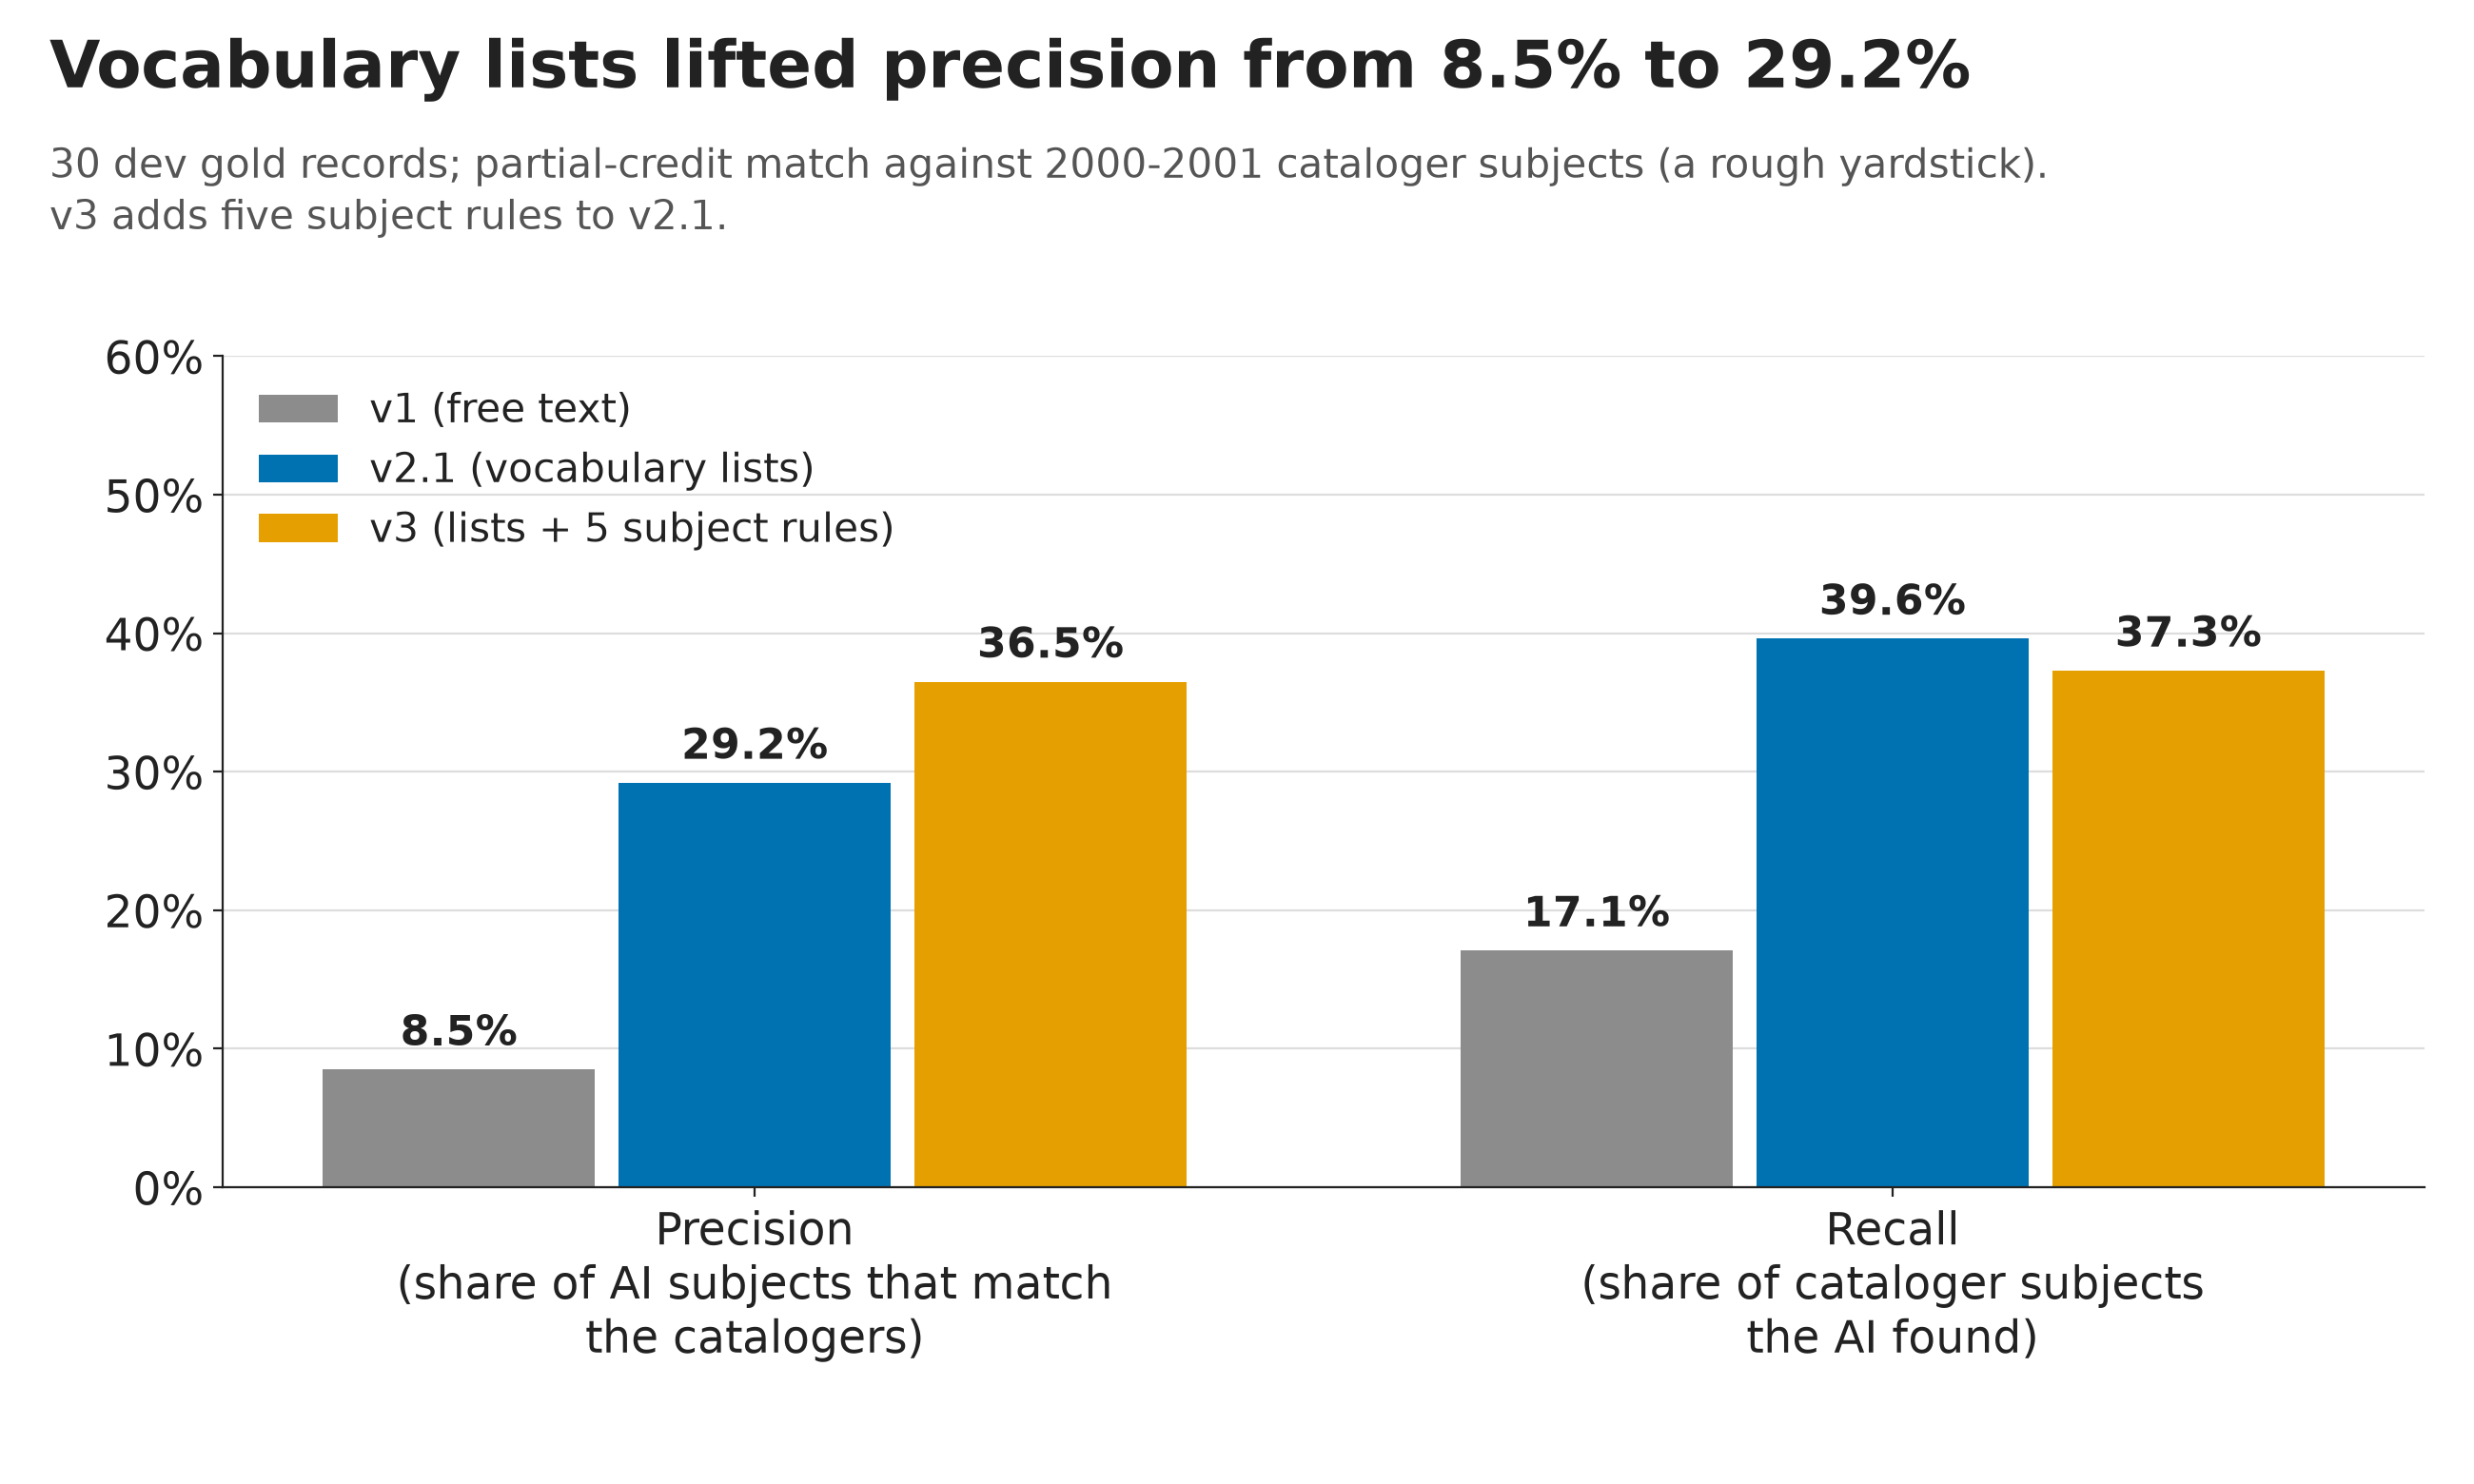 Vocabulary lists lifted precision from 8.5% to 29.2%
30 dev gold records; partial-credit match against 2000-2001 cataloger subjects (a rough yardstick).
v3 adds five subject rules to v2.1.
60%
v1 (free text)
v2.1 (vocabulary lists)
50%
v3 (lists + 5 subject rules)
39.6%
40%
37.3%
36.5%
29.2%
30%
17.1%
20%
8.5%
10%
0%
Precision
(share of AI subjects that match
the catalogers)
Recall
(share of cataloger subjects
the AI found)